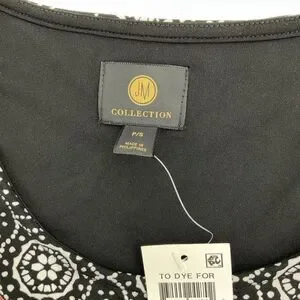 JM
COLLECTION
P/S
MADE IN
PHILIPPINES
TO DYE FOR